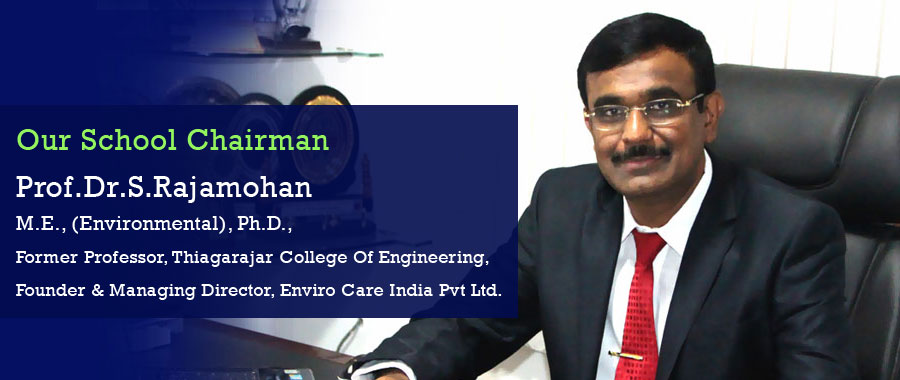 Our School Chairman
Prof.Dr.S.Rajamohan
M.E., (Environmental), Ph.D.,
Former Professor, Thiagarajar College Of Engineering,
Founder & Managing Director, Enviro Care India Pvt Ltd.